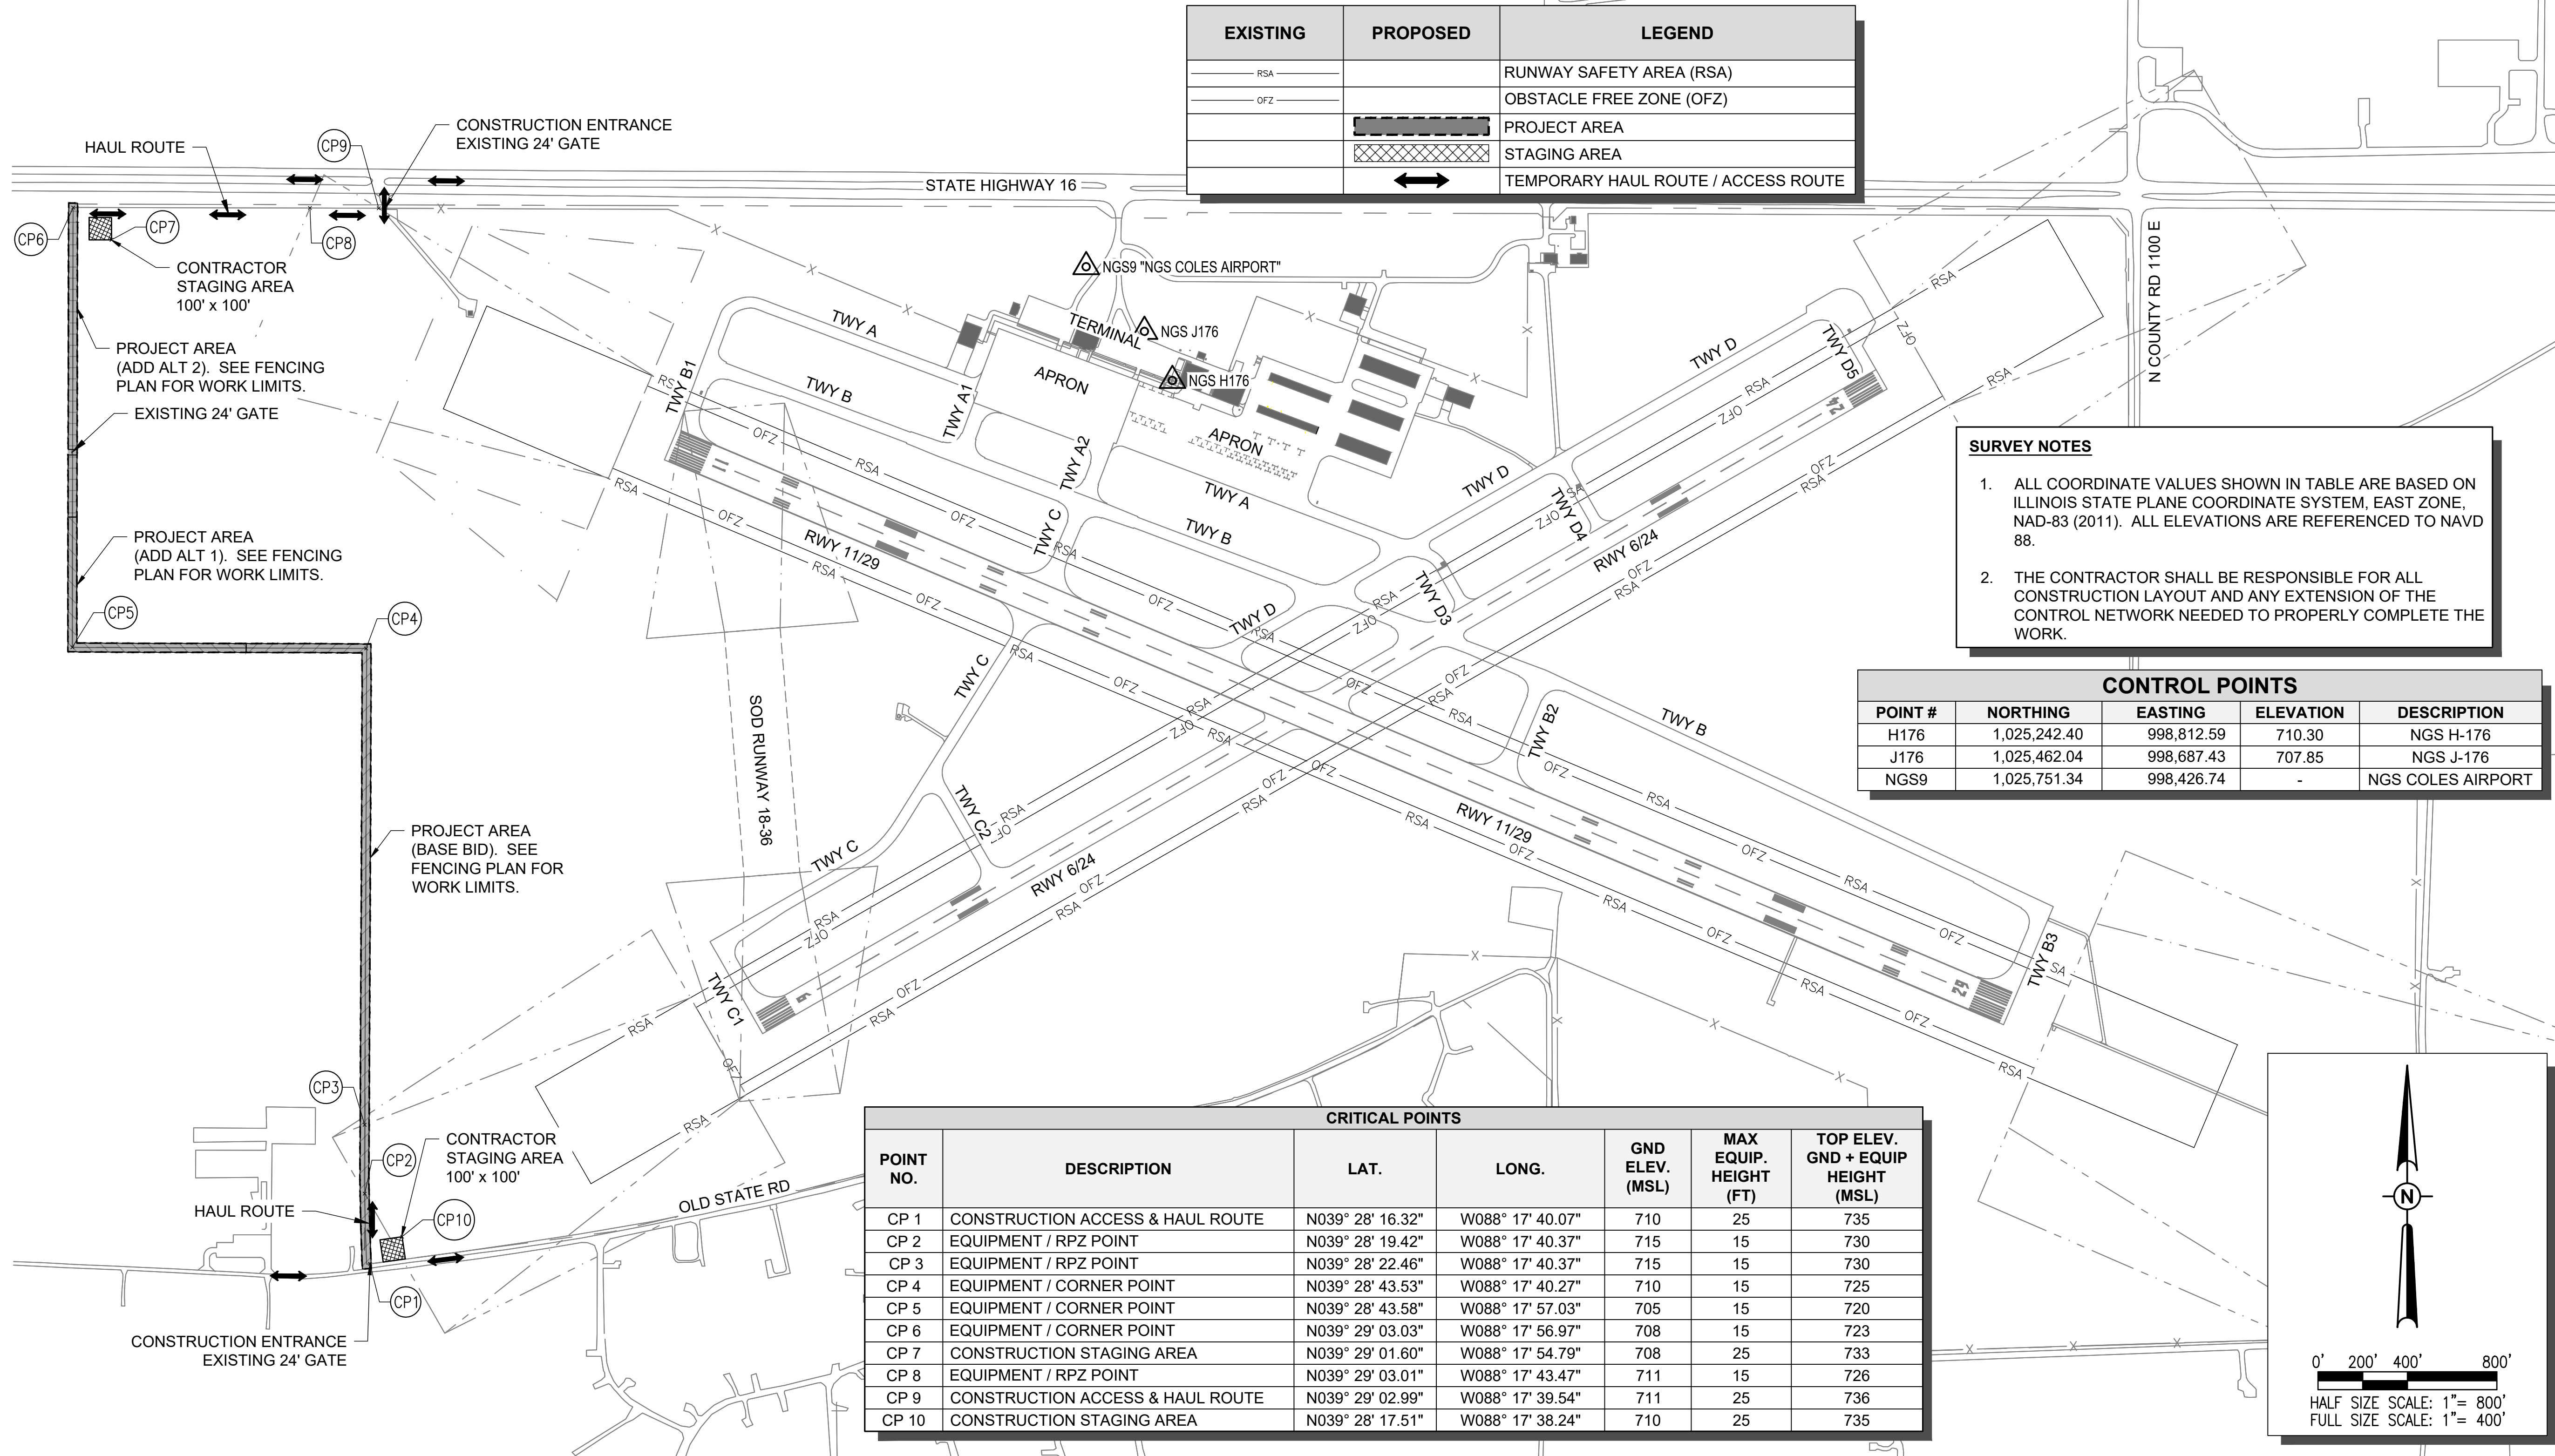 EXISTING PROPOSED LEGEND
RSA RUNWAY SAFETY AREA (RSA)
OFZ OBSTACLE FREE ZONE (OFZ)
PROJECT AREA
STAGING AREA
TEMPORARY HAUL ROUTE / ACCESS ROUTE
HAUL ROUTE
CP9
CONSTRUCTION ENTRANCE
EXISTING 24' GATE
STATE HIGHWAY 16
CP6
CP7
CP8
CONTRACTOR
STAGING AREA
100' x 100'
PROJECT AREA
(ADD ALT 2). SEE FENCING
PLAN FOR WORK LIMITS.
EXISTING 24' GATE
PROJECT AREA
(ADD ALT 1). SEE FENCING
PLAN FOR WORK LIMITS.
CP5
CP4
PROJECT AREA
(BASE BID). SEE
FENCING PLAN FOR
WORK LIMITS.
CP3
CP2
CONTRACTOR
STAGING AREA
100' x 100'
HAUL ROUTE
CP10
CP1
CONSTRUCTION ENTRANCE
EXISTING 24' GATE
OLD STATE RD
NGS9 "NGS COLES AIRPORT"
NGS J176
NGS H176
TERMINAL
APRON
APRON
TWY A
TWY B1
TWY B
TWY A1
TWY A2
TWY A
TWY B
TWY C
TWY D
TWY D
TWY D
TWY D5
TWY D4
TWY D3
24
RWY 11/29
RWY 6/24
N COUNTY RD 1100 E
TWY C
TWY C2
TWY C
TWY C1
6
SOD RUNWAY 18-36
RWY 6/24
TWY B2
TWY B
RWY 11/29
TWY B3
29
RSA
OFZ
SURVEY NOTES
1. ALL COORDINATE VALUES SHOWN IN TABLE ARE BASED ON
ILLINOIS STATE PLANE COORDINATE SYSTEM, EAST ZONE,
NAD-83 (2011). ALL ELEVATIONS ARE REFERENCED TO NAVD
88.
2. THE CONTRACTOR SHALL BE RESPONSIBLE FOR ALL
CONSTRUCTION LAYOUT AND ANY EXTENSION OF THE
CONTROL NETWORK NEEDED TO PROPERLY COMPLETE THE
WORK.
CONTROL POINTS
POINT # NORTHING EASTING ELEVATION DESCRIPTION
H176 1,025,242.40 998,812.59 710.30 NGS H-176
J176 1,025,462.04 998,687.43 707.85 NGS J-176
NGS9 1,025,751.34 998,426.74 - NGS COLES AIRPORT
CRITICAL POINTS
POINT NO. DESCRIPTION LAT. LONG. GND ELEV. (MSL) MAX EQUIP. HEIGHT (FT) TOP ELEV. GND + EQUIP HEIGHT (MSL)
CP 1 CONSTRUCTION ACCESS & HAUL ROUTE N039° 28' 16.32" W088° 17' 40.07" 710 25 735
CP 2 EQUIPMENT / RPZ POINT N039° 28' 19.42" W088° 17' 40.37" 715 15 730
CP 3 EQUIPMENT / RPZ POINT N039° 28' 22.46" W088° 17' 40.37" 715 15 730
CP 4 EQUIPMENT / CORNER POINT N039° 28' 43.53" W088° 17' 40.27" 710 15 725
CP 5 EQUIPMENT / CORNER POINT N039° 28' 43.58" W088° 17' 57.03" 705 15 720
CP 6 EQUIPMENT / CORNER POINT N039° 29' 03.03" W088° 17' 56.97" 708 15 723
CP 7 CONSTRUCTION STAGING AREA N039° 29' 01.60" W088° 17' 54.79" 708 25 733
CP 8 EQUIPMENT / RPZ POINT N039° 29' 03.01" W088° 17' 43.47" 711 15 726
CP 9 CONSTRUCTION ACCESS & HAUL ROUTE N039° 29' 02.99" W088° 17' 39.54" 711 25 736
CP 10 CONSTRUCTION STAGING AREA N039° 28' 17.51" W088° 17' 38.24" 710 25 735
N
0' 200' 400' 800'
HALF SIZE SCALE: 1"= 800'
FULL SIZE SCALE: 1"= 400'